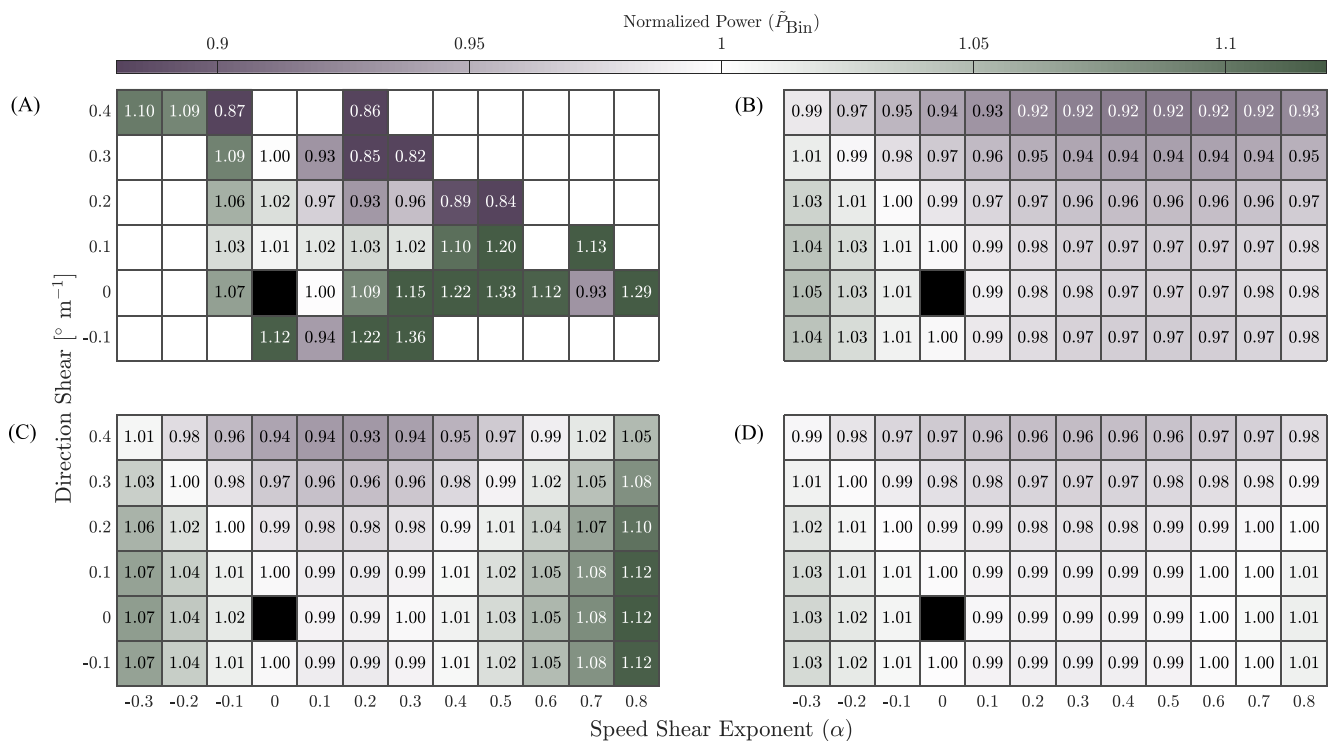 Normalized Power (P̃Bin)
0.9 0.95 1 1.05 1.1
(A) (B)
0.4 1.10 1.09 0.87 0.86 0.99 0.97 0.95 0.94 0.93 0.92 0.92 0.92 0.92 0.92 0.92 0.93
0.3 1.09 1.00 0.93 0.85 0.82 1.01 0.99 0.98 0.97 0.96 0.95 0.94 0.94 0.94 0.94 0.94 0.95
0.2 1.06 1.02 0.97 0.93 0.96 0.89 0.84 1.03 1.01 1.00 0.99 0.97 0.97 0.96 0.96 0.96 0.96 0.96 0.97
0.1 1.03 1.01 1.02 1.03 1.02 1.10 1.20 1.13 1.04 1.03 1.01 1.00 0.99 0.98 0.97 0.97 0.97 0.97 0.97 0.98
0 1.07 1.00 1.09 1.15 1.22 1.33 1.12 0.93 1.29 1.05 1.03 1.01 0.99 0.98 0.98 0.97 0.97 0.97 0.98 0.98
-0.1 1.12 0.94 1.22 1.36 1.04 1.03 1.01 1.00 0.99 0.98 0.97 0.97 0.97 0.97 0.97 0.98
Direction Shear [° m−1]
(C) (D)
0.4 1.01 0.98 0.96 0.94 0.94 0.93 0.94 0.95 0.97 0.99 1.02 1.05 0.99 0.98 0.97 0.97 0.96 0.96 0.96 0.96 0.96 0.97 0.97 0.98
0.3 1.03 1.00 0.98 0.97 0.96 0.96 0.96 0.98 0.99 1.02 1.05 1.08 1.01 1.00 0.99 0.98 0.98 0.97 0.97 0.97 0.97 0.98 0.98 0.99
0.2 1.06 1.02 1.00 0.99 0.98 0.98 0.98 0.99 1.01 1.04 1.07 1.10 1.02 1.01 1.00 0.99 0.99 0.98 0.98 0.98 0.99 0.99 1.00 1.00
0.1 1.07 1.04 1.01 1.00 0.99 0.99 0.99 1.01 1.02 1.05 1.08 1.12 1.03 1.01 1.01 1.00 0.99 0.99 0.99 0.99 0.99 1.00 1.00 1.01
0 1.07 1.04 1.02 0.99 0.99 1.00 1.01 1.03 1.05 1.08 1.12 1.03 1.02 1.01 0.99 0.99 0.99 0.99 0.99 1.00 1.00 1.01
-0.1 1.07 1.04 1.01 1.00 0.99 0.99 0.99 1.01 1.02 1.05 1.08 1.12 1.03 1.02 1.01 1.00 0.99 0.99 0.99 0.99 0.99 1.00 1.00 1.01
-0.3 -0.2 -0.1 0 0.1 0.2 0.3 0.4 0.5 0.6 0.7 0.8 -0.3 -0.2 -0.1 0 0.1 0.2 0.3 0.4 0.5 0.6 0.7 0.8
Speed Shear Exponent (α)